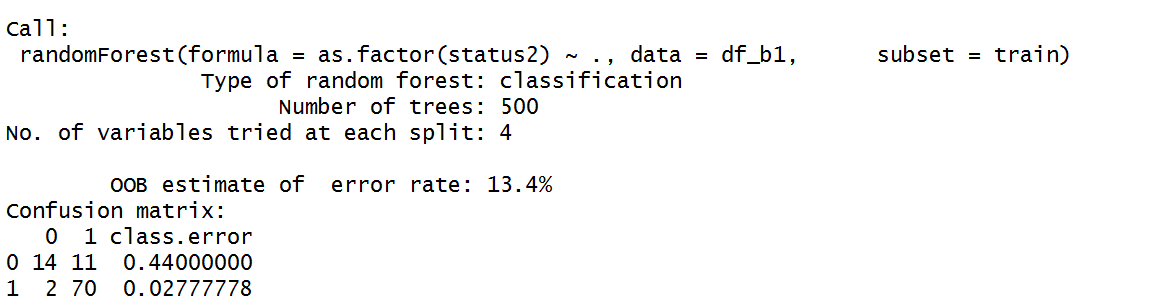 Call:
 randomForest(formula = as.factor(status2) ~ ., data = df_b1,      subset = train)
               Type of random forest: classification
                     Number of trees: 500
No. of variables tried at each split: 4

        OOB estimate of  error rate: 13.4%
Confusion matrix:
   0  1 class.error
0 14 11  0.44000000
1  2 70  0.02777778